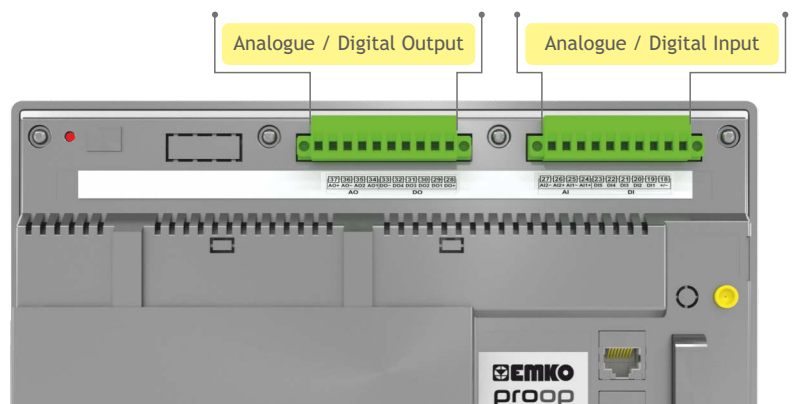 Analogue / Digital Output
Analogue / Digital Input
37 36 35 34 33 32 31 30 29 28
AO+ AO- AO2 AO1 DO- DO4 DO3 DO2 DO1 DO+
AO DO
27 26 25 24 23 22 21 20 19 18
AI2- AI2+ AI1- AI1+ DI5 DI4 DI3 DI2 DI1 +/-
AI DI
EMKO
proop